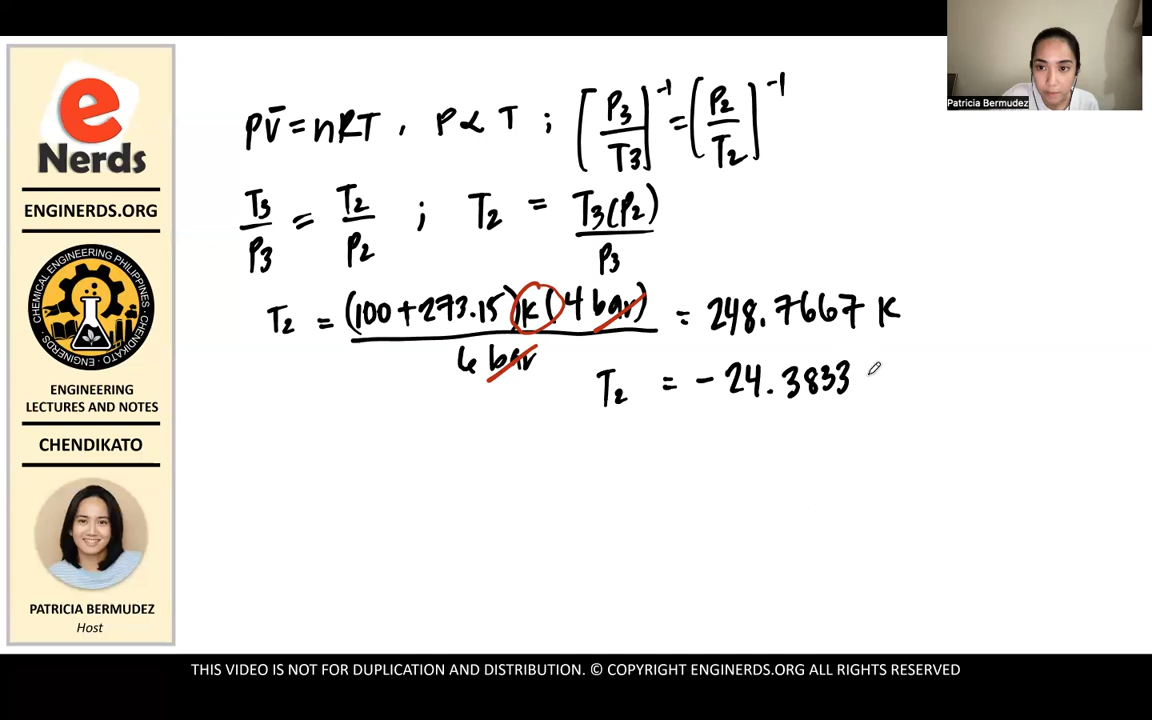 Patricia Bermudez
e
Nerds
ENGINERDS.ORG
CHEMICAL ENGINEERING PHILIPPINES
ENGINERDS CHENDIKATO
ENGINEERING
LECTURES AND NOTES
CHENDIKATO
PATRICIA BERMUDEZ
Host
PV̄ = nRT , P ∝ T ; [P3/T3]^-1 = [P2/T2]^-1
T3/P3 = T2/P2 ; T2 = T3(P2)/P3
T2 = (100 + 273.15)K(4 bar)/6 bar = 248.7667 K
T2 = - 24.3833
THIS VIDEO IS NOT FOR DUPLICATION AND DISTRIBUTION. © COPYRIGHT ENGINERDS.ORG ALL RIGHTS RESERVED